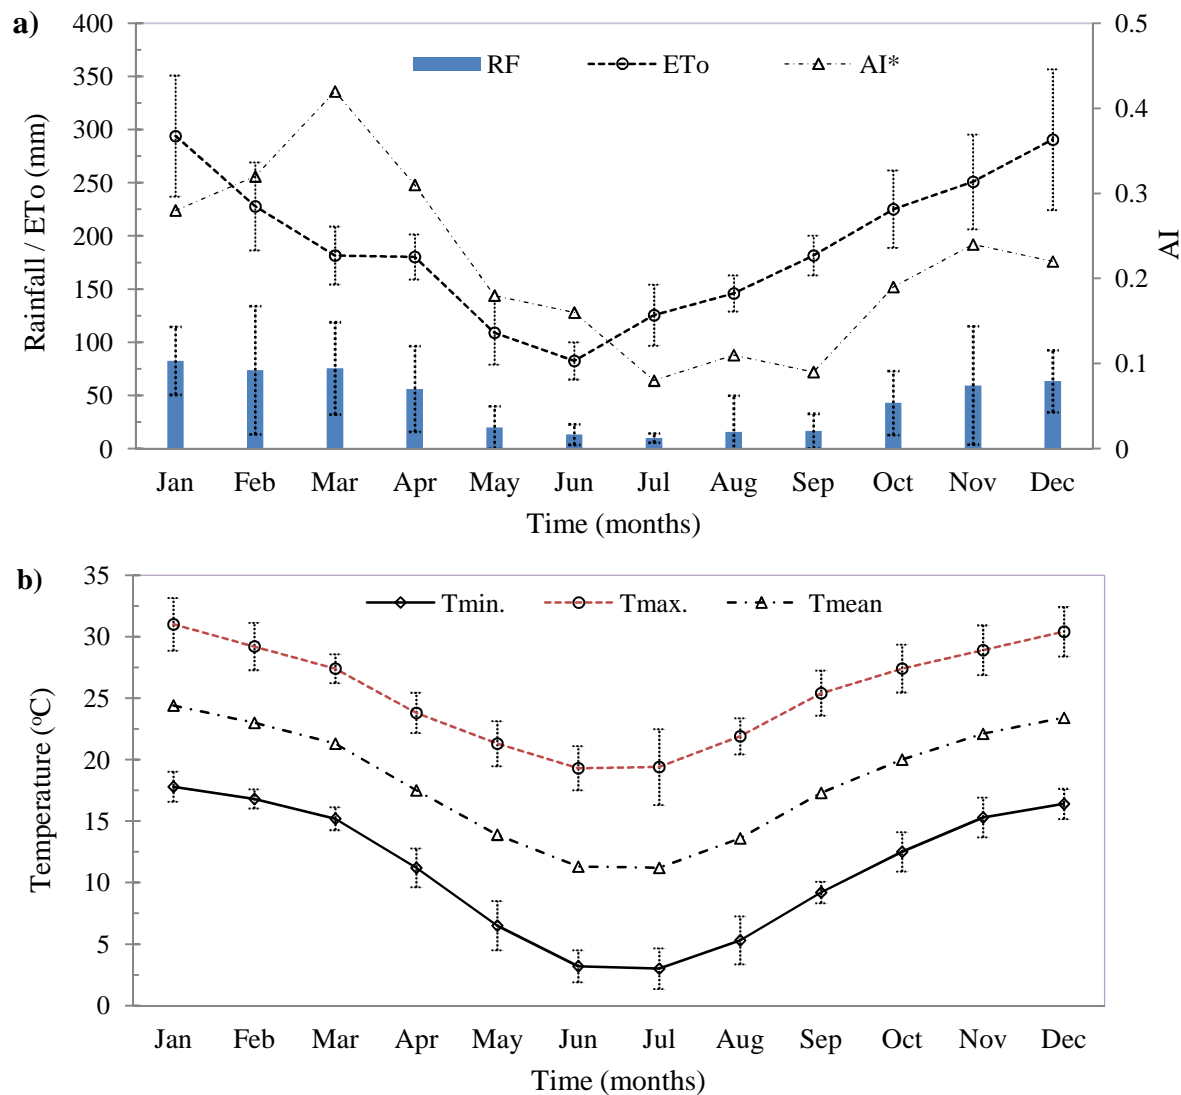 a)
400
350
300
250
200
150
100
50
0
Rainfall / ETo (mm)
RF ETo AI*
0.5
0.4
0.3
0.2
0.1
0
AI
Jan Feb Mar Apr May Jun Jul Aug Sep Oct Nov Dec
Time (months)
b)
35
30
25
20
15
10
5
0
Temperature (ºC)
Tmin. Tmax. Tmean
Jan Feb Mar Apr May Jun Jul Aug Sep Oct Nov Dec
Time (months)